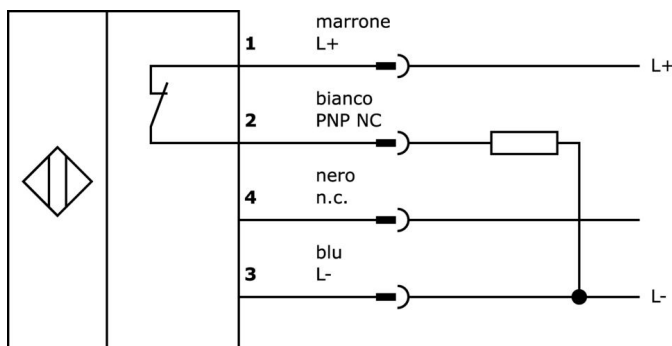 marrone
1
L+
L+
bianco
2
PNP NC
nero
4
n.c.
blu
3
L-
L-